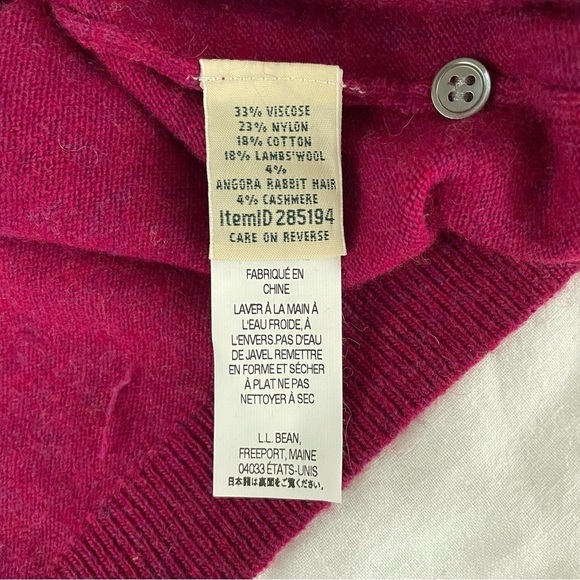 33% VISCOSE
23% NYLON
18% COTTON
18% LAMBS'WOOL
4%
ANGORA RABBIT HAIR
4% CASHMERE
ItemID 285194
CARE ON REVERSE
FABRIQUÉ EN
CHINE
LAVER À LA MAIN À
L'EAU FROIDE, À
L'ENVERS.PAS D'EAU
DE JAVEL REMETTRE
EN FORME ET SÉCHER
À PLAT NE PAS
NETTOYER À SEC
L.L. BEAN,
FREEPORT, MAINE
04033 ÉTATS-UNIS
日本語は裏面をご覧ください。